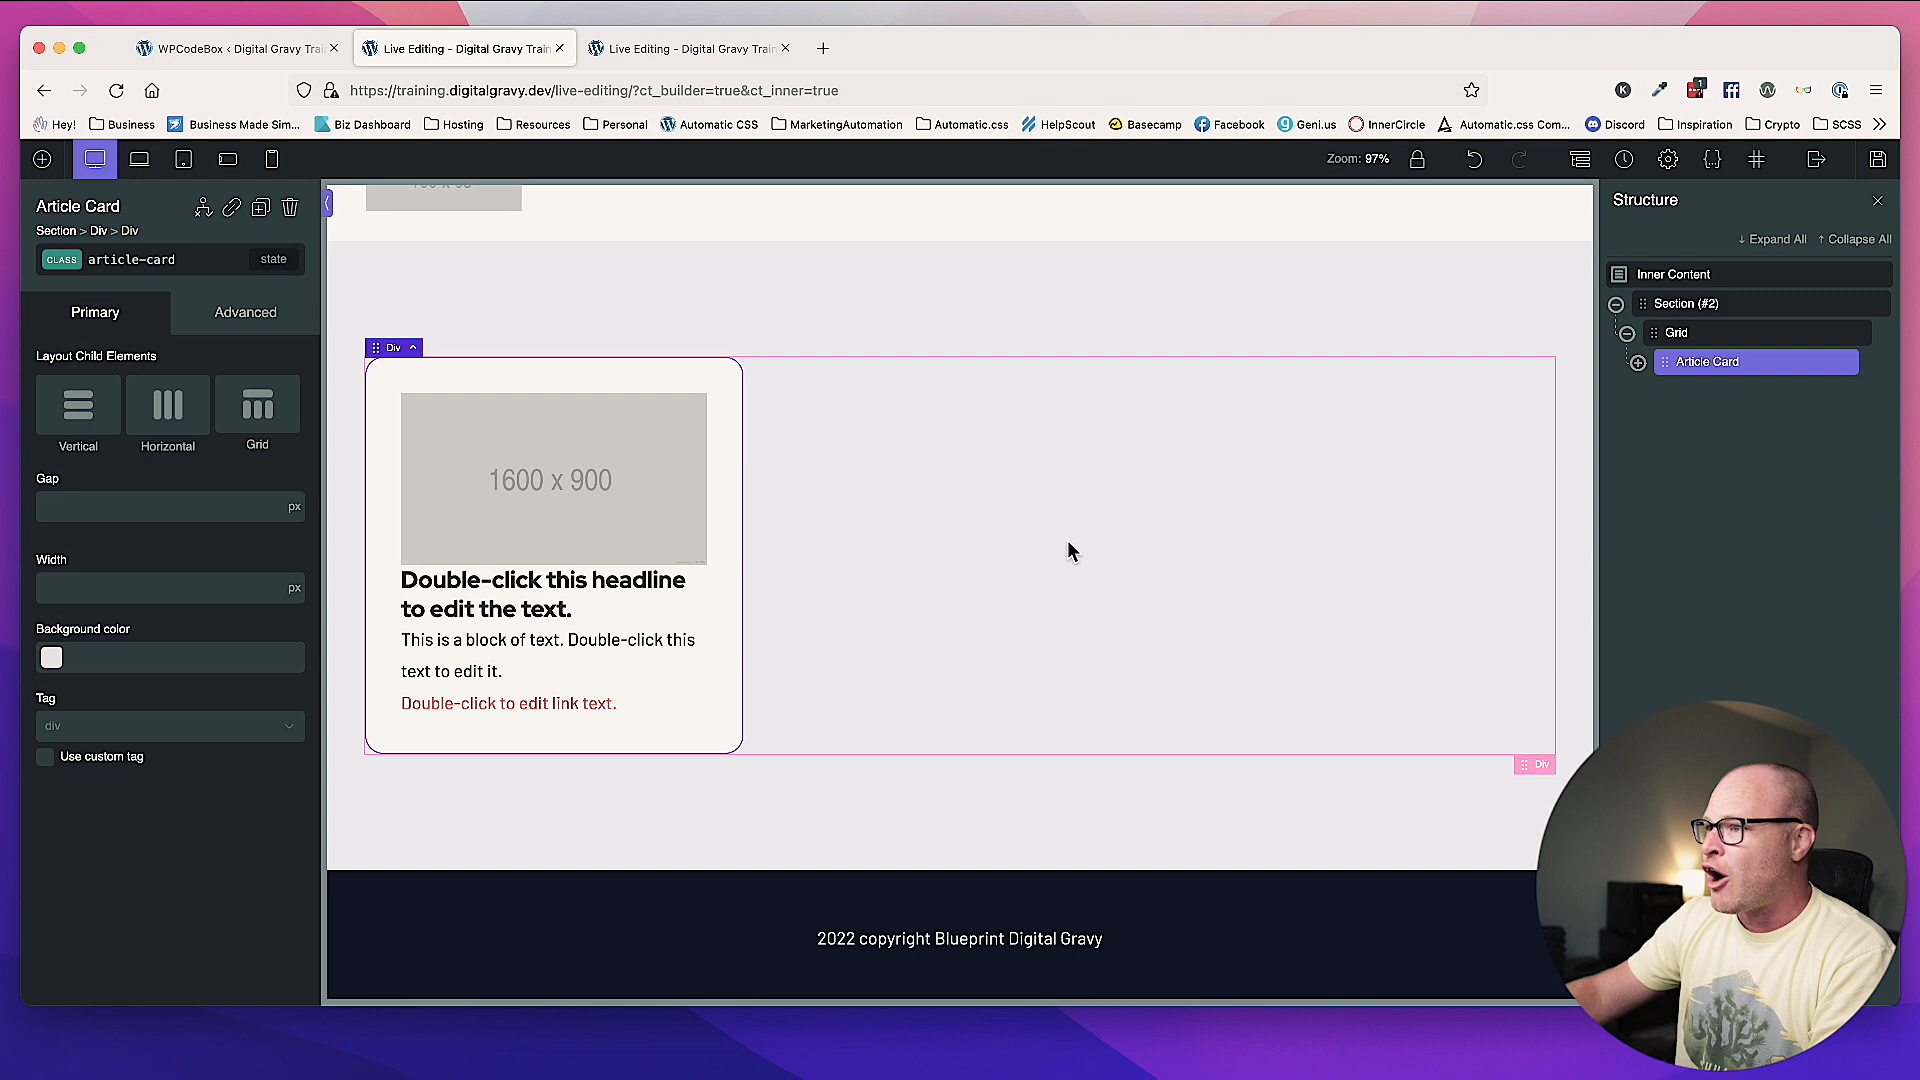 WPCodeBox ‹ Digital Gravy Trai
Live Editing - Digital Gravy Train
Live Editing - Digital Gravy Train
https://training.digitalgravy.dev/live-editing/?ct_builder=true&ct_inner=true
1
Hey!
Business
Business Made Sim...
Biz Dashboard
Hosting
Resources
Personal
Automatic CSS
MarketingAutomation
Automatic.css
HelpScout
Basecamp
Facebook
Geni.us
InnerCircle
Automatic.css Com...
Discord
Inspiration
Crypto
SCSS
Zoom: 97%
Article Card
Section > Div > Div
CLASS article-card state
Primary
Advanced
Layout Child Elements
Vertical
Horizontal
Grid
Gap
px
Width
px
Background color
Tag
div
Use custom tag
Div
1600 x 900
Double-click this headline
to edit the text.
This is a block of text. Double-click this
text to edit it.
Double-click to edit link text.
Div
2022 copyright Blueprint Digital Gravy
Structure
Expand All
Collapse All
Inner Content
Section (#2)
Grid
Article Card